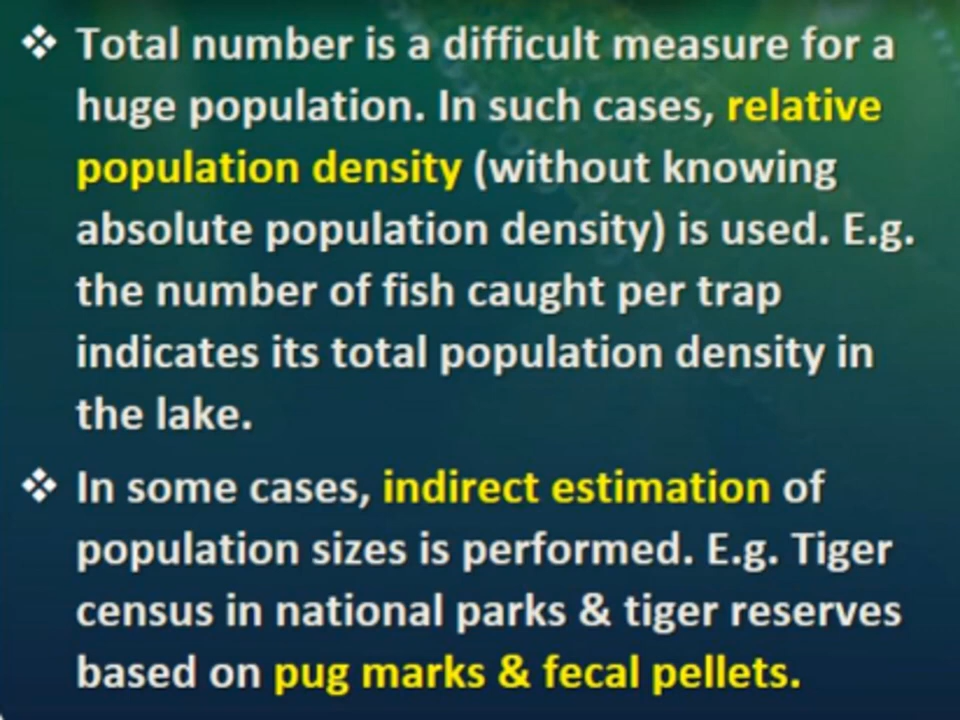 ❖ Total number is a difficult measure for a
huge population. In such cases, relative
population density (without knowing
absolute population density) is used. E.g.
the number of fish caught per trap
indicates its total population density in
the lake.
❖ In some cases, indirect estimation of
population sizes is performed. E.g. Tiger
census in national parks & tiger reserves
based on pug marks & fecal pellets.